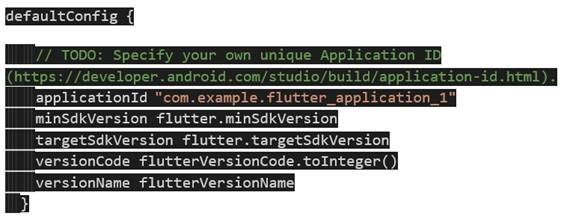 defaultConfig {
// TODO: Specify your own unique Application ID
(https://developer.android.com/studio/build/application-id.html).
applicationId "com.example.flutter_application_1"
minSdkVersion flutter.minSdkVersion
targetSdkVersion flutter.targetSdkVersion
versionCode flutterVersionCode.toInteger()
versionName flutterVersionName
}